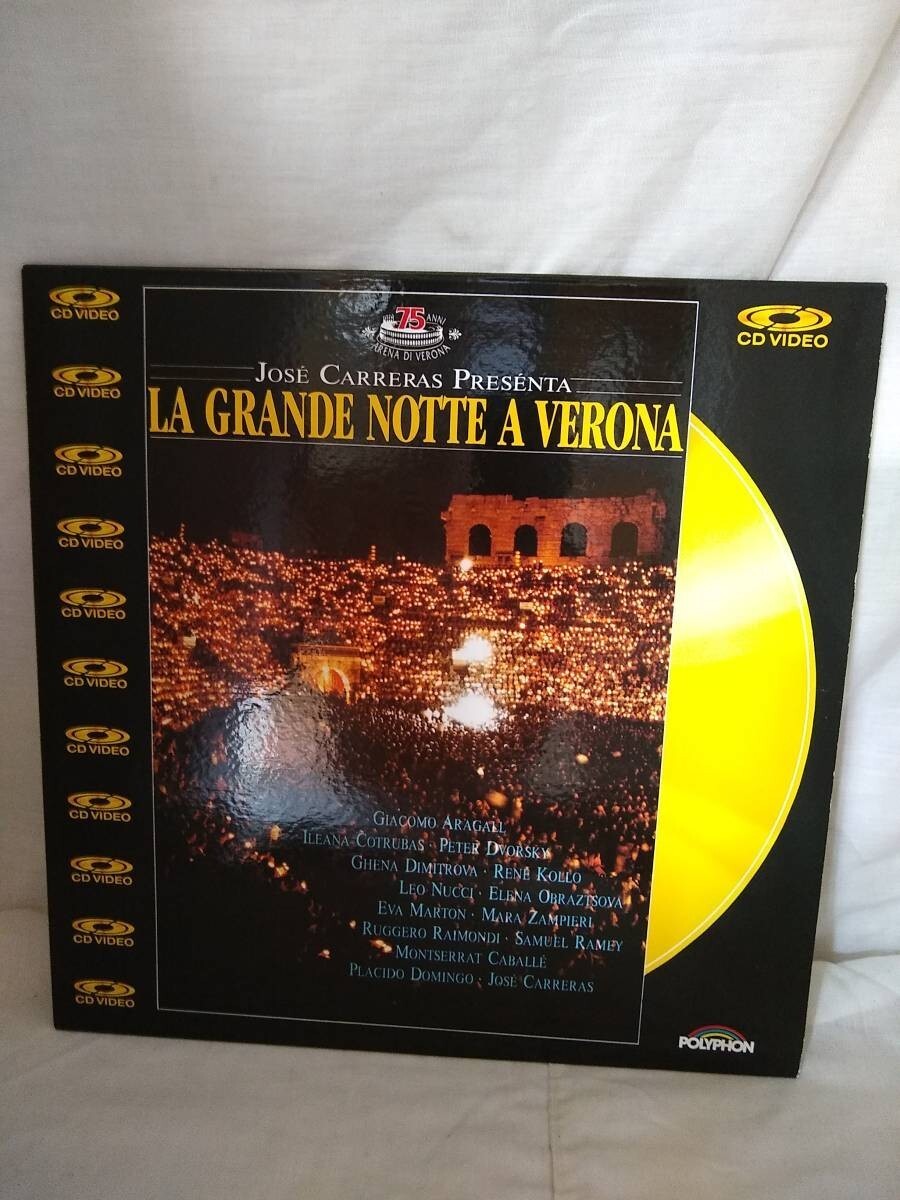 CD VIDEO
CD VIDEO
CD VIDEO
CD VIDEO
CD VIDEO
CD VIDEO
CD VIDEO
CD VIDEO
CD VIDEO
CD VIDEO
CD VIDEO
75 ANNI
ARENA DI VERONA
JOSÉ CARRERAS PRESÉNTA
LA GRANDE NOTTE A VERONA
GIACOMO ARAGALL
ILEANA COTRUBAS · PETER DVORSKY
GHENA DIMITROVA · RENÉ KOLLO
LEO NUCCI · ELENA OBRAZTSOVA
EVA MARTON · MARA ZAMPIERI
RUGGERO RAIMONDI · SAMUEL RAMEY
MONTSERRAT CABALLÉ
PLACIDO DOMINGO · JOSÉ CARRERAS
CD VIDEO
POLYPHON